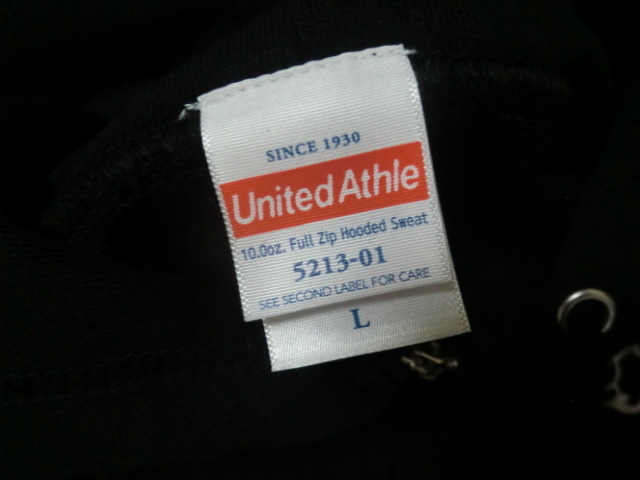 SINCE 1930
United Athle
10.0oz. Full Zip Hooded Sweat
5213-01
SEE SECOND LABEL FOR CARE
L